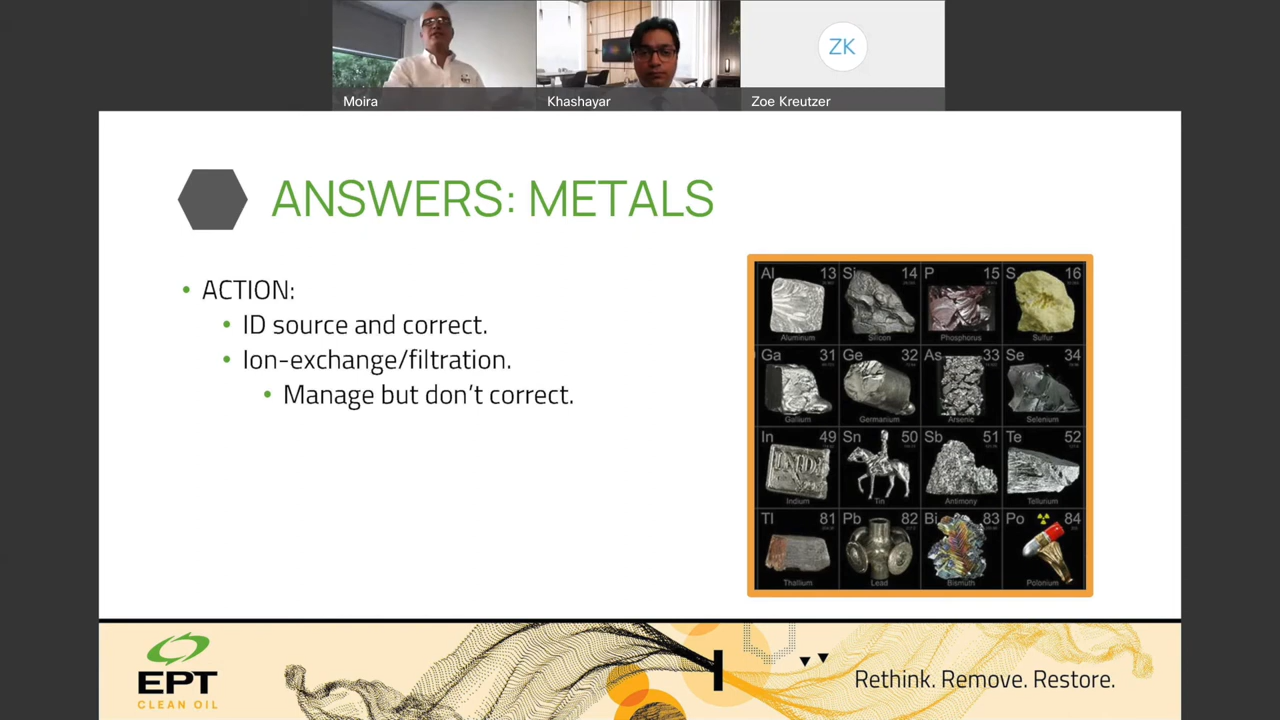 ZK
Moira
Khashayar
Zoe Kreutzer
ANSWERS: METALS
• ACTION:
• ID source and correct.
• Ion-exchange/filtration.
• Manage but don't correct.
Al 13 Si 14 P 15 S 16
Aluminum Silicon Phosphorus Sulfur
Ga 31 Ge 32 As 33 Se 34
Gallium Germanium Arsenic Selenium
In 49 Sn 50 Sb 51 Te 52
Indium Tin Antimony Tellurium
Tl 81 Pb 82 Bi 83 Po 84
Thallium Lead Bismuth Polonium
EPT
CLEAN OIL
Rethink. Remove. Restore.